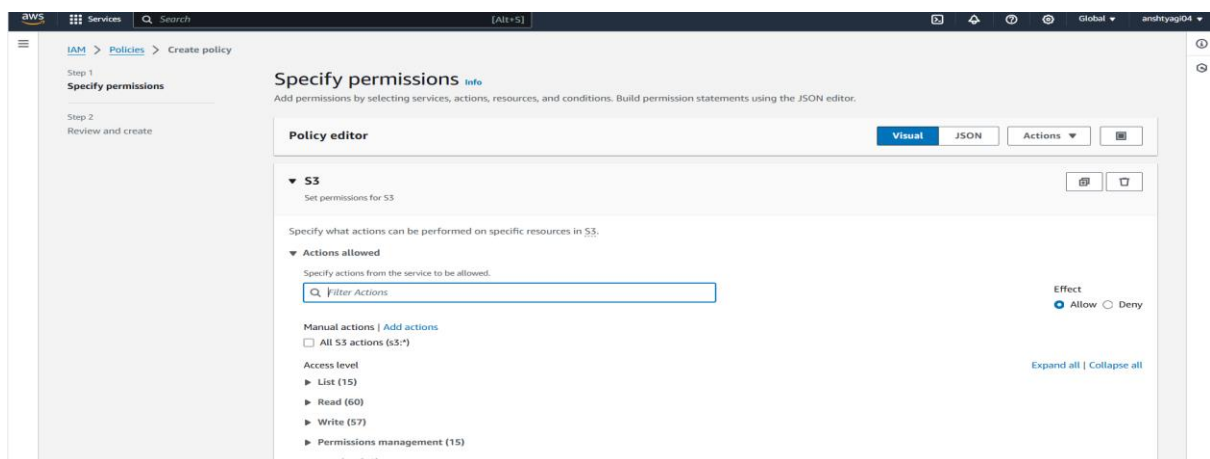 aws Services Search [Alt+S] Global anshtyagi04
IAM > Policies > Create policy
Step 1
Specify permissions
Step 2
Review and create
Specify permissions Info
Add permissions by selecting services, actions, resources, and conditions. Build permission statements using the JSON editor.
Policy editor Visual JSON Actions
S3
Set permissions for S3
Specify what actions can be performed on specific resources in S3.
Actions allowed
Specify actions from the service to be allowed.
Filter Actions
Effect
Allow Deny
Manual actions | Add actions
All S3 actions (s3:*)
Access level Expand all | Collapse all
List (15)
Read (60)
Write (57)
Permissions management (15)